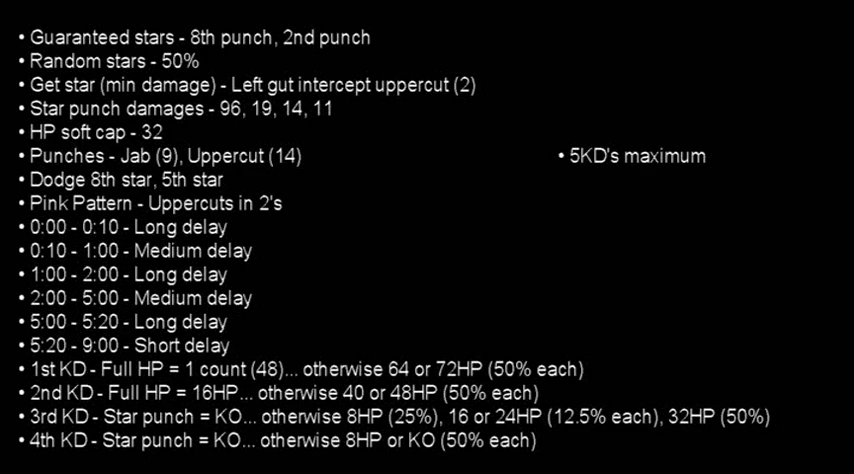 • Guaranteed stars - 8th punch, 2nd punch
• Random stars - 50%
• Get star (min damage) - Left gut intercept uppercut (2)
• Star punch damages - 96, 19, 14, 11
• HP soft cap - 32
• Punches - Jab (9), Uppercut (14)
• 5KD's maximum
• Dodge 8th star, 5th star
• Pink Pattern - Uppercuts in 2's
• 0:00 - 0:10 - Long delay
• 0:10 - 1:00 - Medium delay
• 1:00 - 2:00 - Long delay
• 2:00 - 5:00 - Medium delay
• 5:00 - 5:20 - Long delay
• 5:20 - 9:00 - Short delay
• 1st KD - Full HP = 1 count (48)... otherwise 64 or 72HP (50% each)
• 2nd KD - Full HP = 16HP... otherwise 40 or 48HP (50% each)
• 3rd KD - Star punch = KO... otherwise 8HP (25%), 16 or 24HP (12.5% each), 32HP (50%)
• 4th KD - Star punch = KO... otherwise 8HP or KO (50% each)